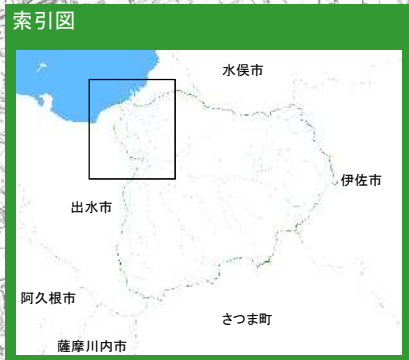 索引図
水俣市
伊佐市
出水市
阿久根市
さつま町
薩摩川内市